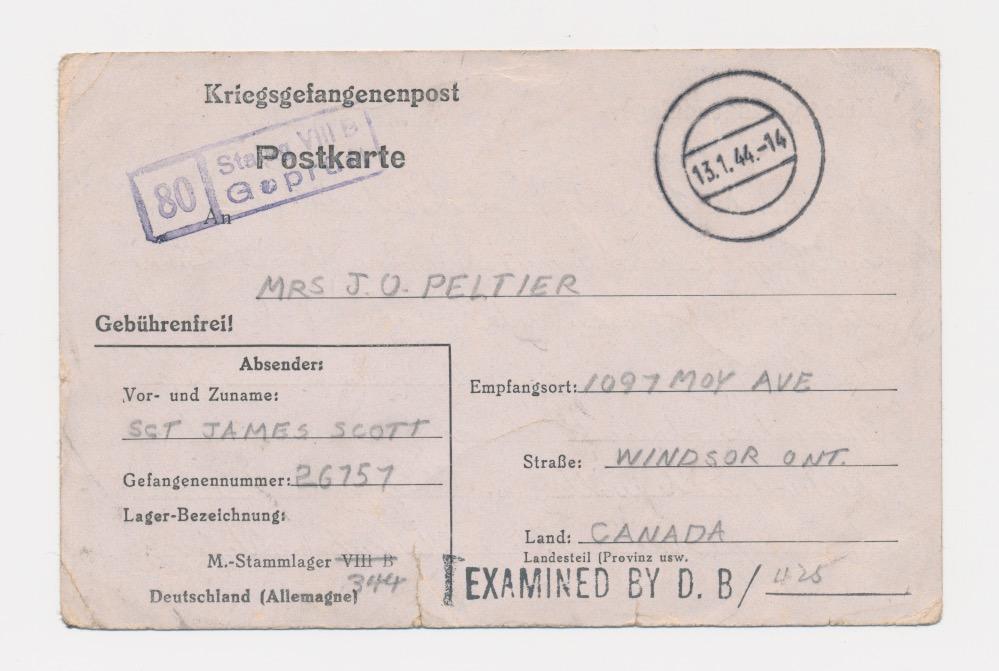 Kriegsgefangenenpost
13.1.44.-14
Postkarte
80 Stalag VIII B
Geprüft
An
MRS J. O. PELTIER
Gebührenfrei!
Absender:
Vor- und Zuname:
SGT JAMES SCOTT
Gefangenennummer: 26757
Lager-Bezeichnung:
M.-Stammlager VIII B
344
Deutschland (Allemagne)
Empfangsort: 1097 MOY AVE
Straße: WINDSOR ONT.
Land: CANADA
Landesteil (Provinz usw.
EXAMINED BY D. B/ 425